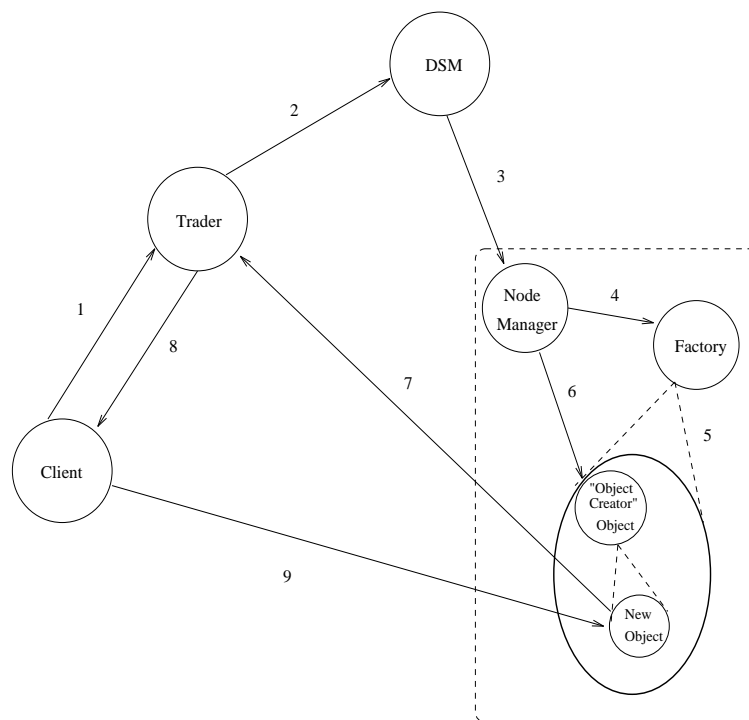 DSM
2
3
Trader
Node
Manager
4
1
Factory
8
7
6
5
Client
"Object
Creator"
Object
9
New
Object